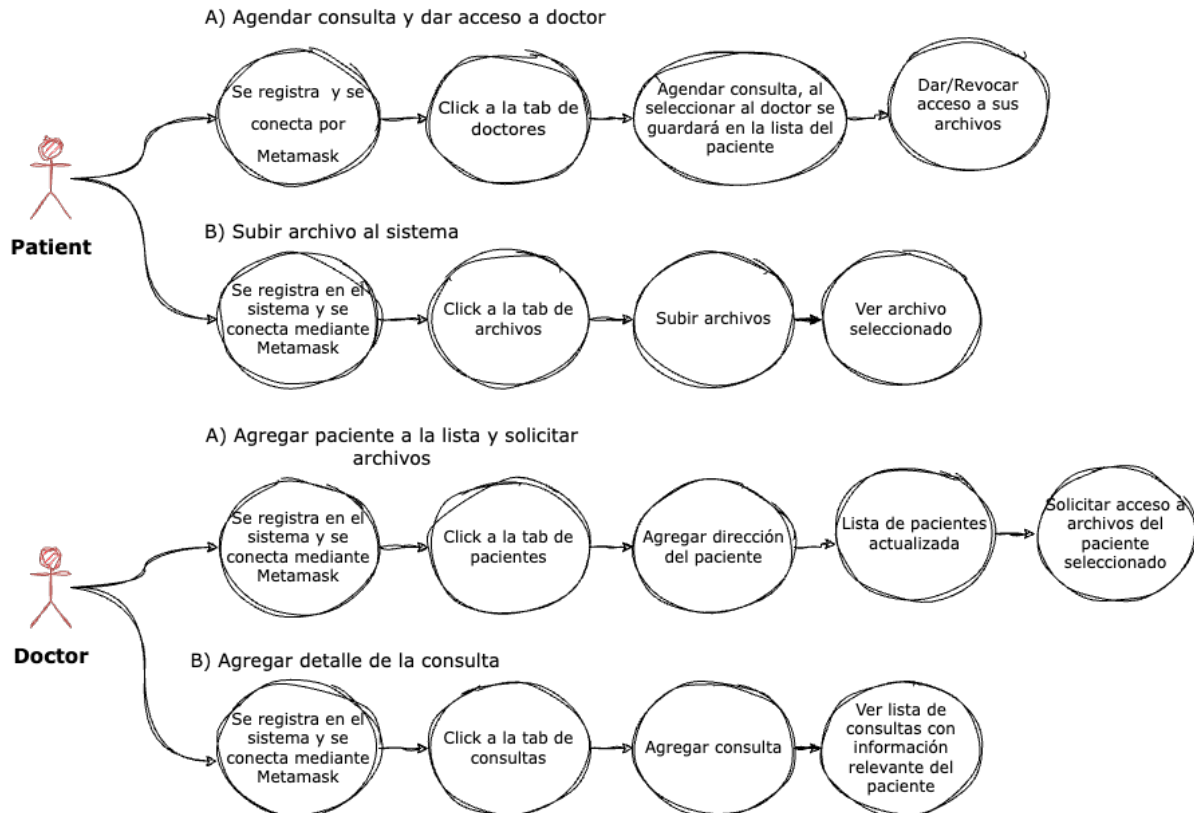 A) Agendar consulta y dar acceso a doctor
Se registra y se
conecta por
Metamask
Click a la tab de
doctores
Agendar consulta, al
seleccionar al doctor se
guardará en la lista del
paciente
Dar/Revocar
acceso a sus
archivos
Patient
B) Subir archivo al sistema
Se registra en el
sistema y se
conecta mediante
Metamask
Click a la tab de
archivos
Subir archivos
Ver archivo
seleccionado
A) Agregar paciente a la lista y solicitar
archivos
Se registra en el
sistema y se
conecta mediante
Metamask
Click a la tab de
pacientes
Agregar dirección
del paciente
Lista de pacientes
actualizada
Solicitar acceso a
archivos del
paciente
seleccionado
Doctor
B) Agregar detalle de la consulta
Se registra en el
sistema y se
conecta mediante
Metamask
Click a la tab de
consultas
Agregar consulta
Ver lista de
consultas con
información
relevante del
paciente